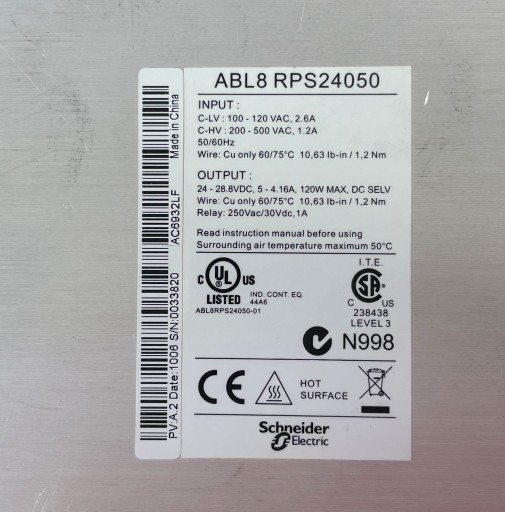 ABL8 RPS24050
INPUT :
C-LV : 100 - 120 VAC, 2.6A
C-HV : 200 - 500 VAC, 1.2A
50/60Hz
Wire: Cu only 60/75°C 10,63 lb-in / 1,2 Nm
OUTPUT :
24 - 28.8VDC, 5 - 4.16A, 120W MAX, DC SELV
Wire: Cu only 60/75°C 10,63 lb-in / 1,2 Nm
Relay: 250Vac/30Vdc,1A
Read instruction manual before using
Surrounding air temperature maximum 50°C
C UL US
LISTED
IND. CONT. EQ.
44A6
ABL8RPS24050-01
I.T.E.
SA
C US
238438
LEVEL 3
N998
CE
HOT
SURFACE
Schneider
Electric
PV:A.2 Date:1006 S/N:0033820 AC6932LF Made in China